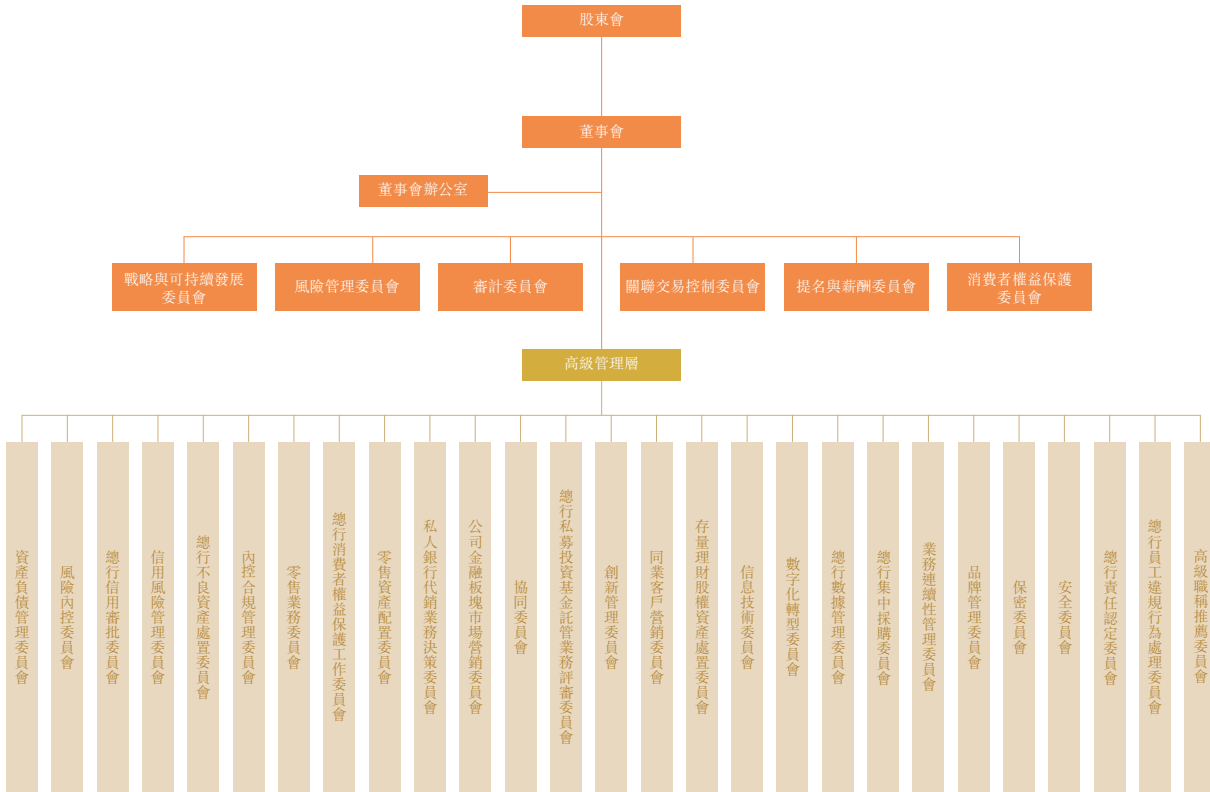 股東會
董事會
董事會辦公室
戰略與可持續發展
委員會
風險管理委員會
審計委員會
關聯交易控制委員會
提名與薪酬委員會
消費者權益保護
委員會
高級管理層
資產負債管理委員會
風險內控委員會
總行信用審批委員會
信用風險管理委員會
總行不良資產處置委員會
內控合規管理委員會
零售業務委員會
總行消費者權益保護工作委員會
零售資產配置委員會
私人銀行代銷業務決策委員會
公司金融板塊市場營銷委員會
協同委員會
總行私募投資基金託管業務評審委員會
創新管理委員會
同業客戶營銷委員會
存量理財股權資產處置委員會
信息技術委員會
數字化轉型委員會
總行數據管理委員會
總行集中採購委員會
業務連續性管理委員會
品牌管理委員會
保密委員會
安全委員會
總行責任認定委員會
總行員工違規行為處理委員會
高級職稱推薦委員會